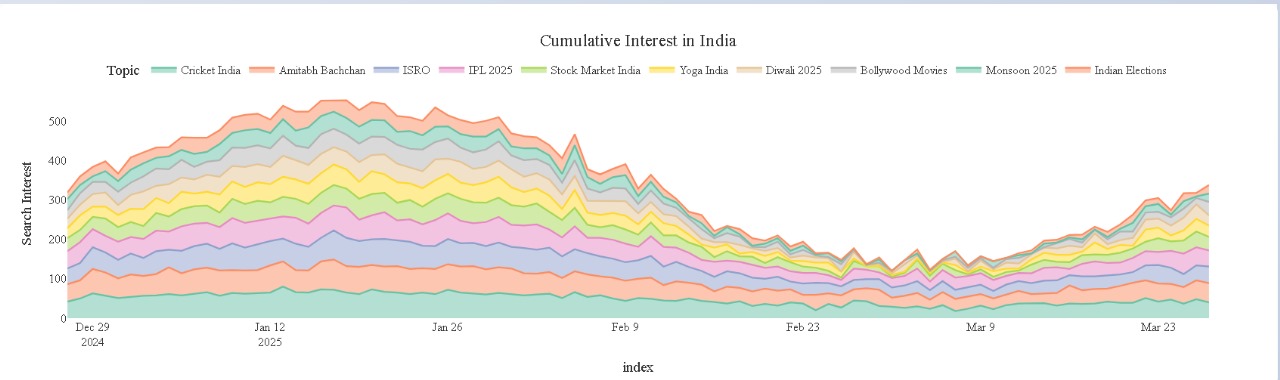 Cumulative Interest in India
Topic Cricket India Amitabh Bachchan ISRO IPL 2025 Stock Market India Yoga India Diwali 2025 Bollywood Movies Monsoon 2025 Indian Elections
500
400
300
200
100
0
Search Interest
Dec 29 Jan 12 Jan 26 Feb 9 Feb 23 Mar 9 Mar 23
2024 2025
index